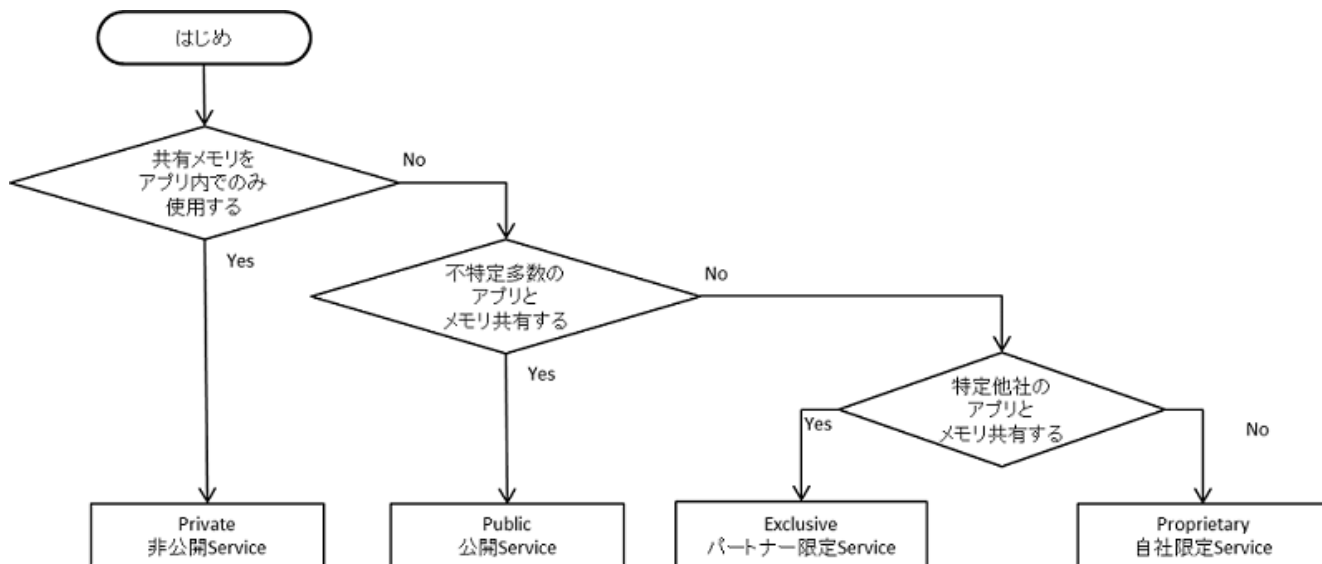 はじめ
共有メモリを
アプリ内でのみ
使用する
No
Yes
不特定多数の
アプリと
メモリ共有する
No
Yes
特定他社の
アプリと
メモリ共有する
Yes
No
Private
非公開Service
Public
公開Service
Exclusive
パートナー限定Service
Proprietary
自社限定Service